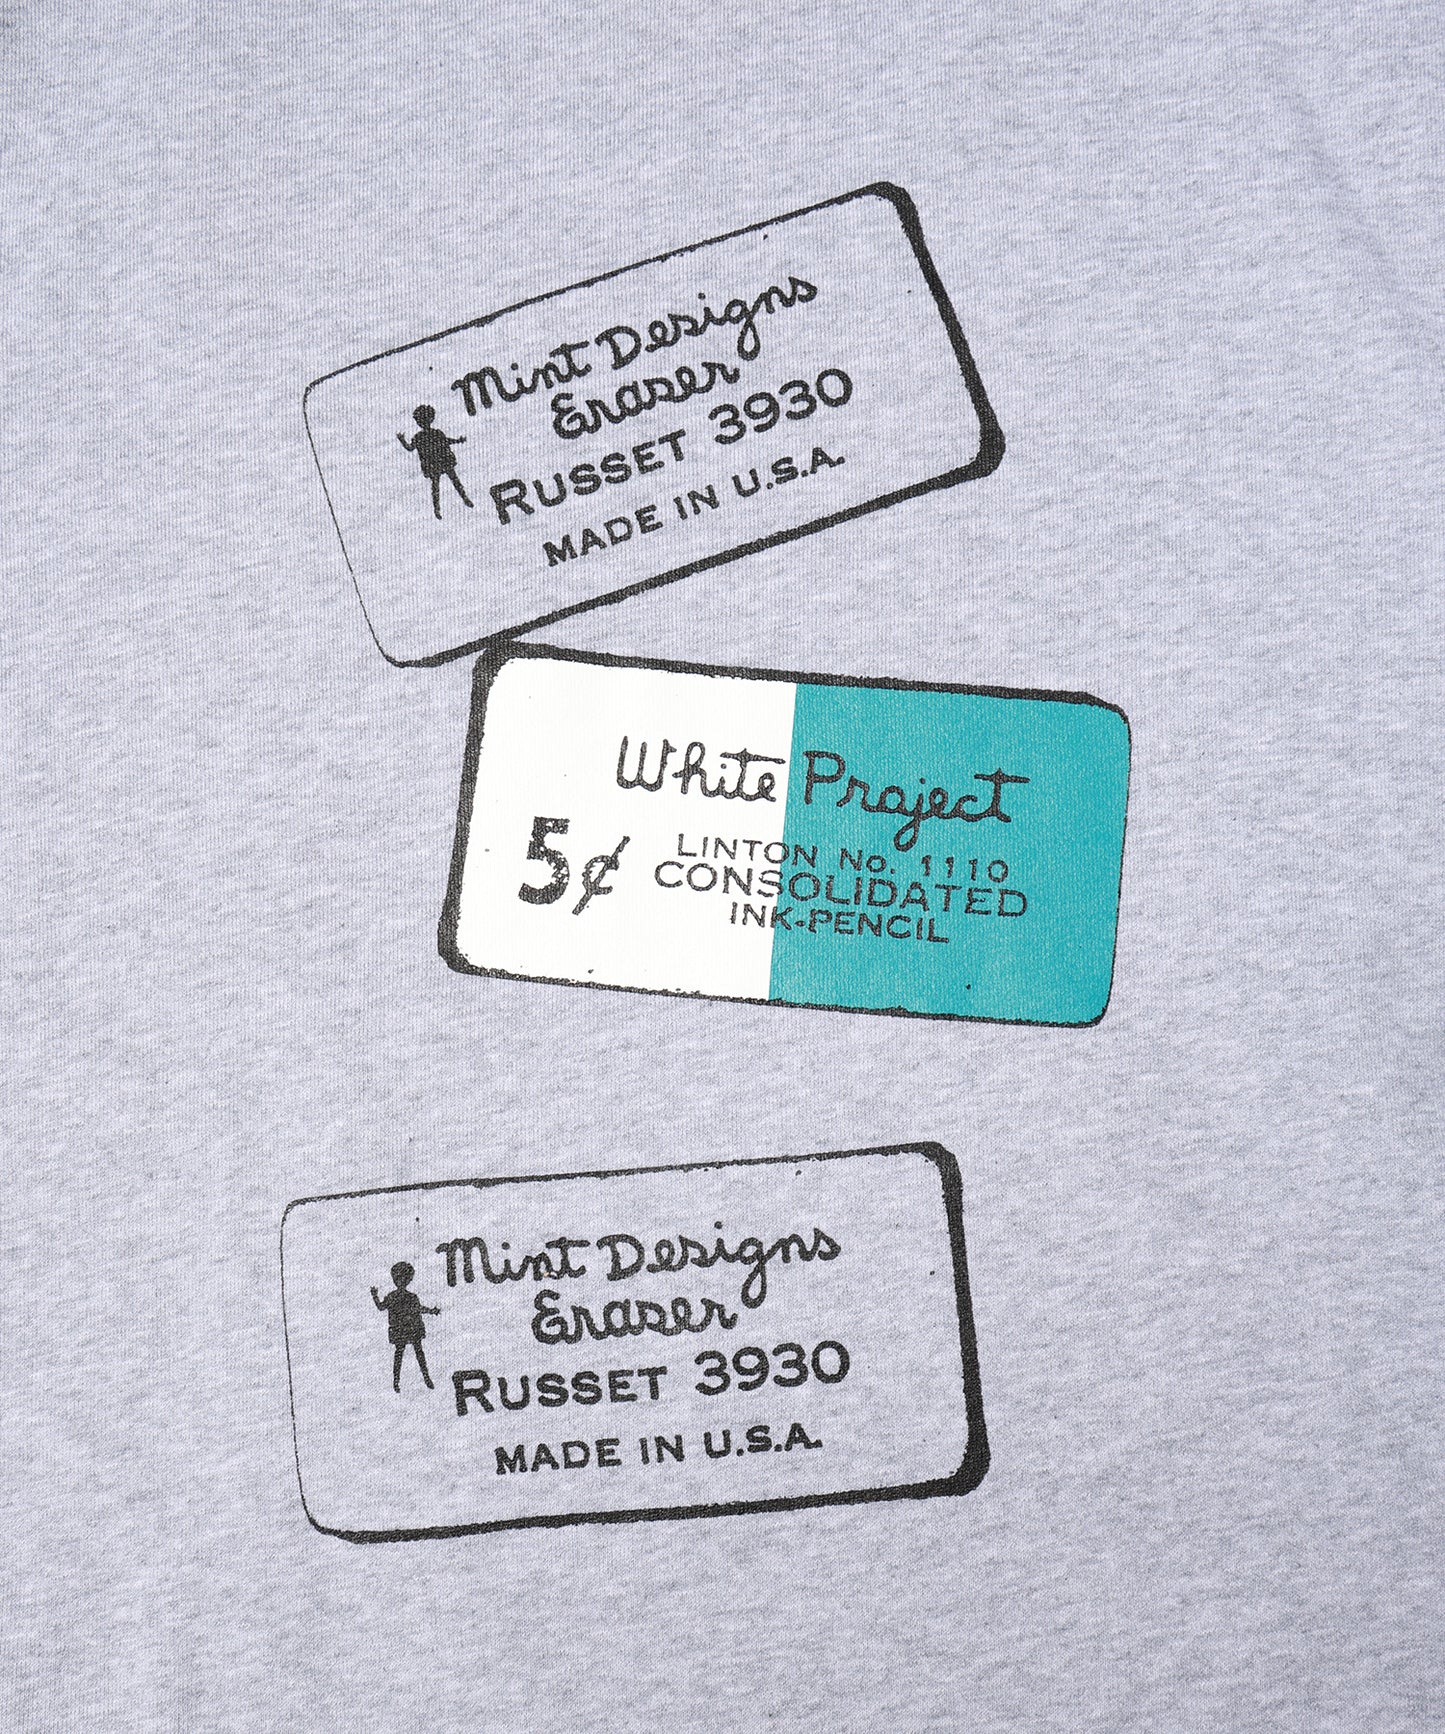 Mint Designs
Eraser
RUSSET 3930
MADE IN U.S.A.
White Project
5¢
LINTON No. 1110
CONSOLIDATED
INK-PENCIL
Mint Designs
Eraser
RUSSET 3930
MADE IN U.S.A.